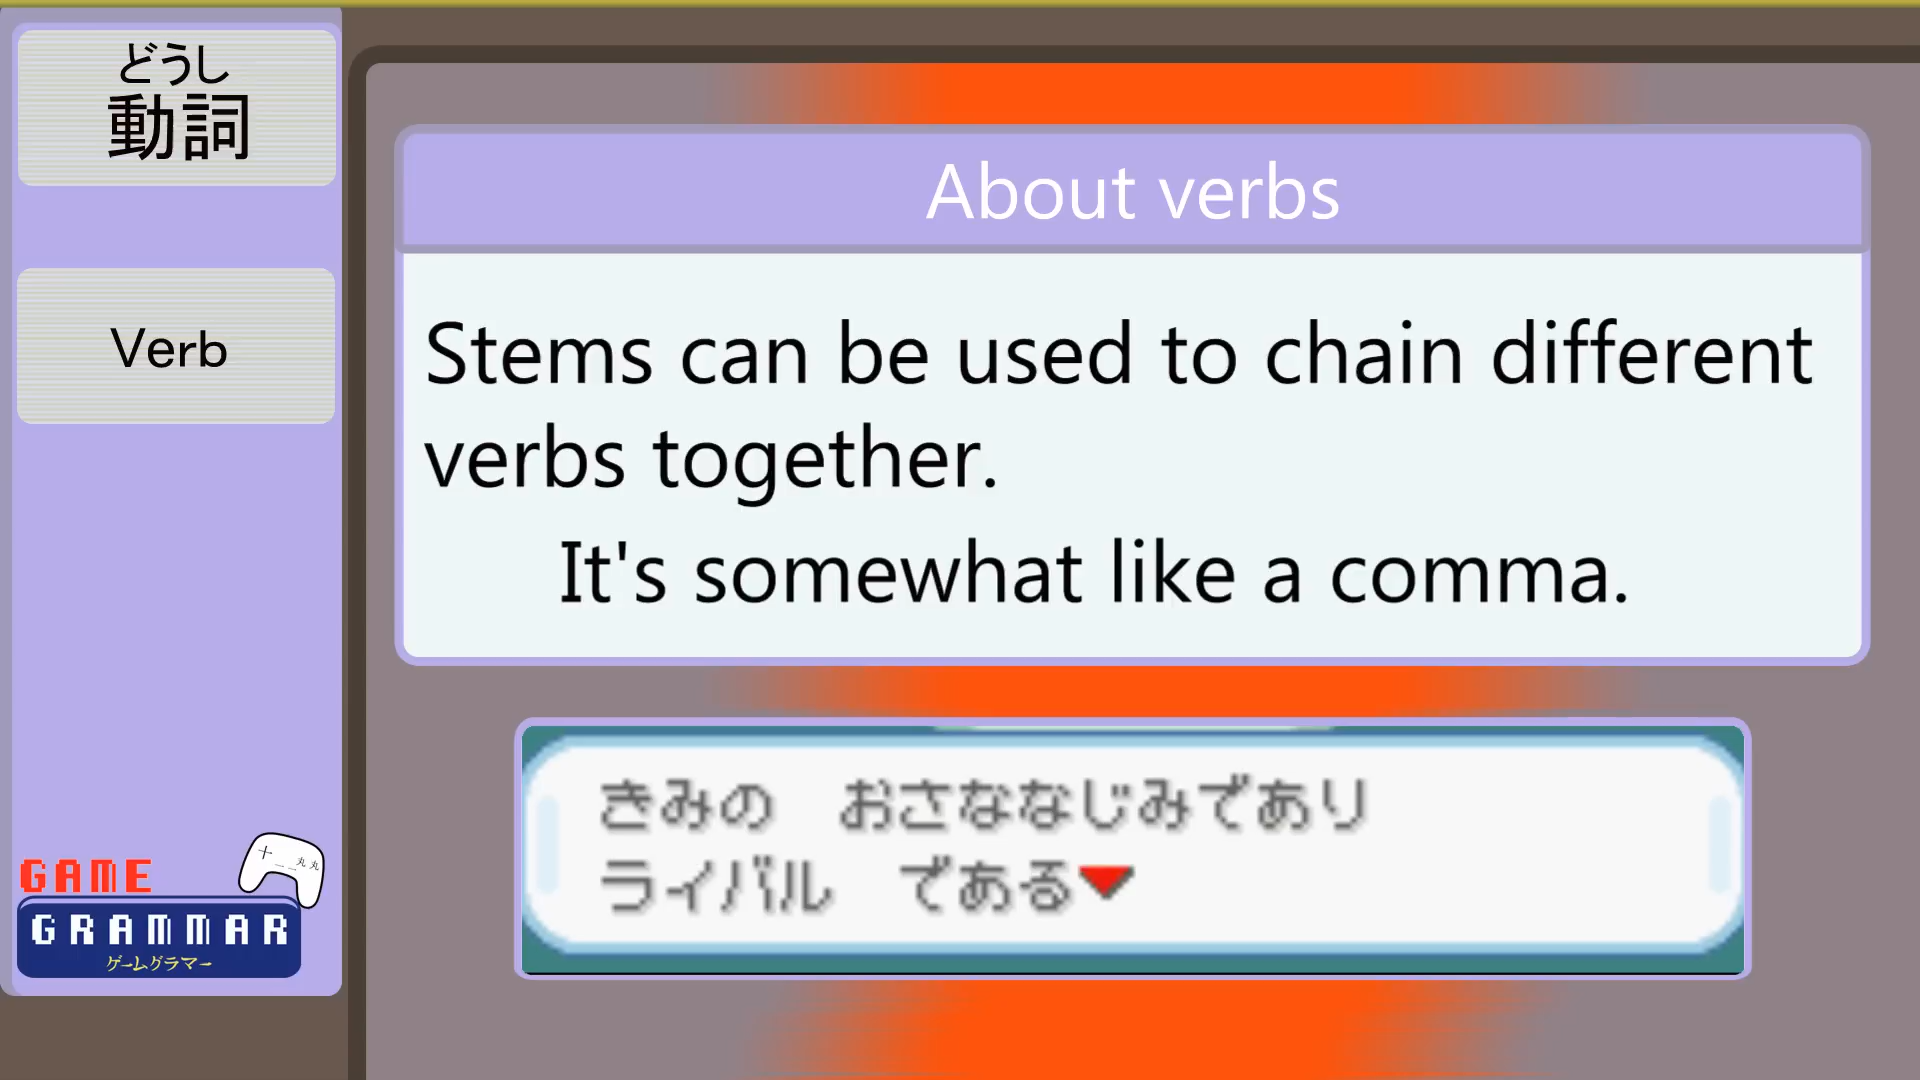 どうし
動詞
Verb
About verbs
Stems can be used to chain different
verbs together.
It's somewhat like a comma.
きみの　おさななじみであり
ライバル　である
GAME
GRAMMAR
ゲームグラマー